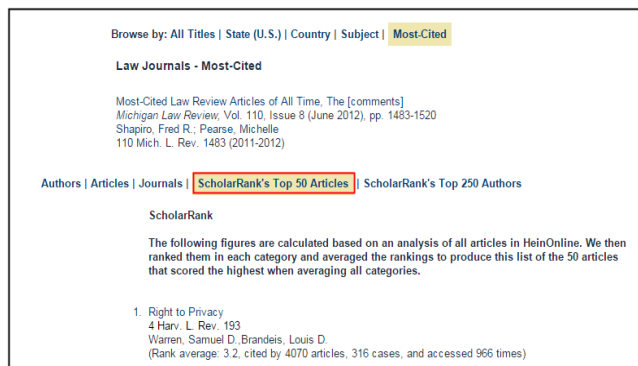 Browse by: All Titles | State (U.S.) | Country | Subject | Most-Cited
Law Journals - Most-Cited
Most-Cited Law Review Articles of All Time, The [comments]
Michigan Law Review, Vol. 110, Issue 8 (June 2012), pp. 1483-1520
Shapiro, Fred R.; Pearse, Michelle
110 Mich. L. Rev. 1483 (2011-2012)
Authors | Articles | Journals | ScholarRank's Top 50 Articles | ScholarRank's Top 250 Authors
ScholarRank
The following figures are calculated based on an analysis of all articles in HeinOnline. We then
ranked them in each category and averaged the rankings to produce this list of the 50 articles
that scored the highest when averaging all categories.
1. Right to Privacy
4 Harv. L. Rev. 193
Warren, Samuel D.,Brandeis, Louis D.
(Rank average: 3.2, cited by 4070 articles, 316 cases, and accessed 966 times)